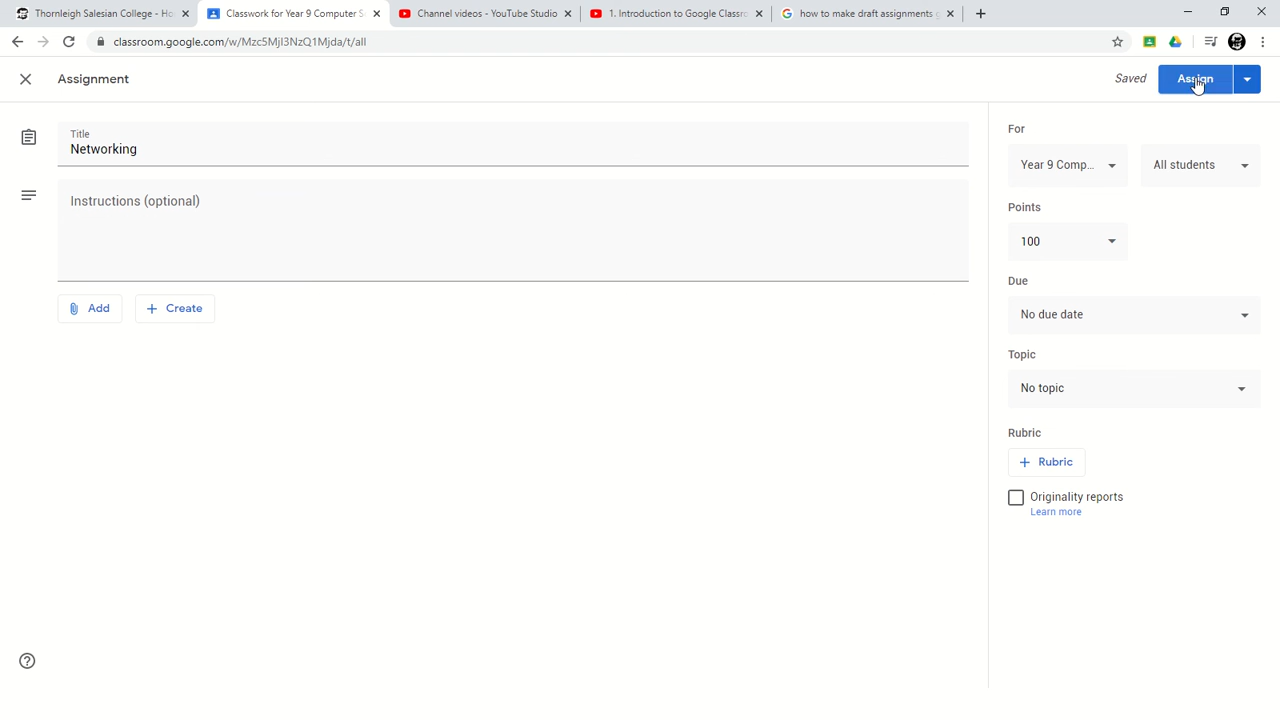 Thornleigh Salesian College - Ho
Classwork for Year 9 Computer S
Channel videos - YouTube Studio
1. Introduction to Google Classro
how to make draft assignments g
classroom.google.com/w/Mzc5MjI3NzQ1Mjda/t/all
Assignment
Saved
Assign
Title
Networking
Instructions (optional)
Add
Create
For
Year 9 Comp...
All students
Points
100
Due
No due date
Topic
No topic
Rubric
Rubric
Originality reports
Learn more